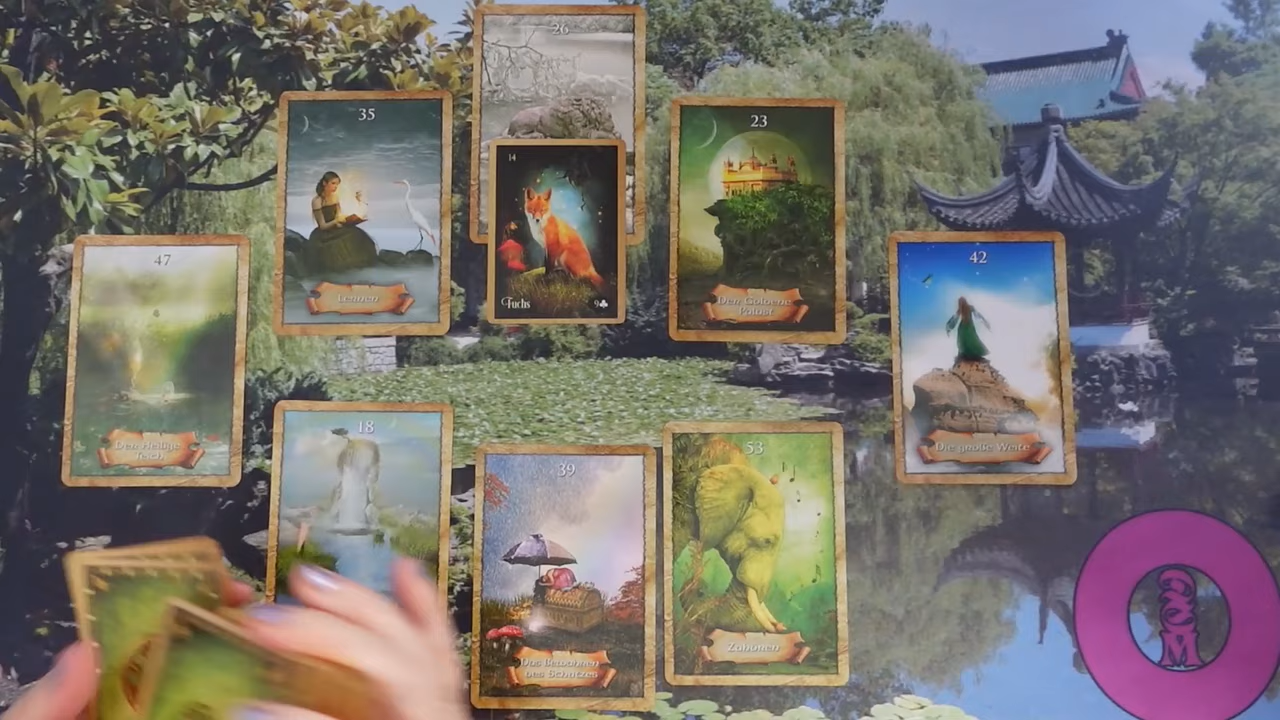 26
35
Lernen
14
Fuchs
9♣
23
Der Goldene
Palast
47
Der Heilige
Teich
42
Die große Weite
18
39
Das Bewahren
des Schatzes
53
Zuhören